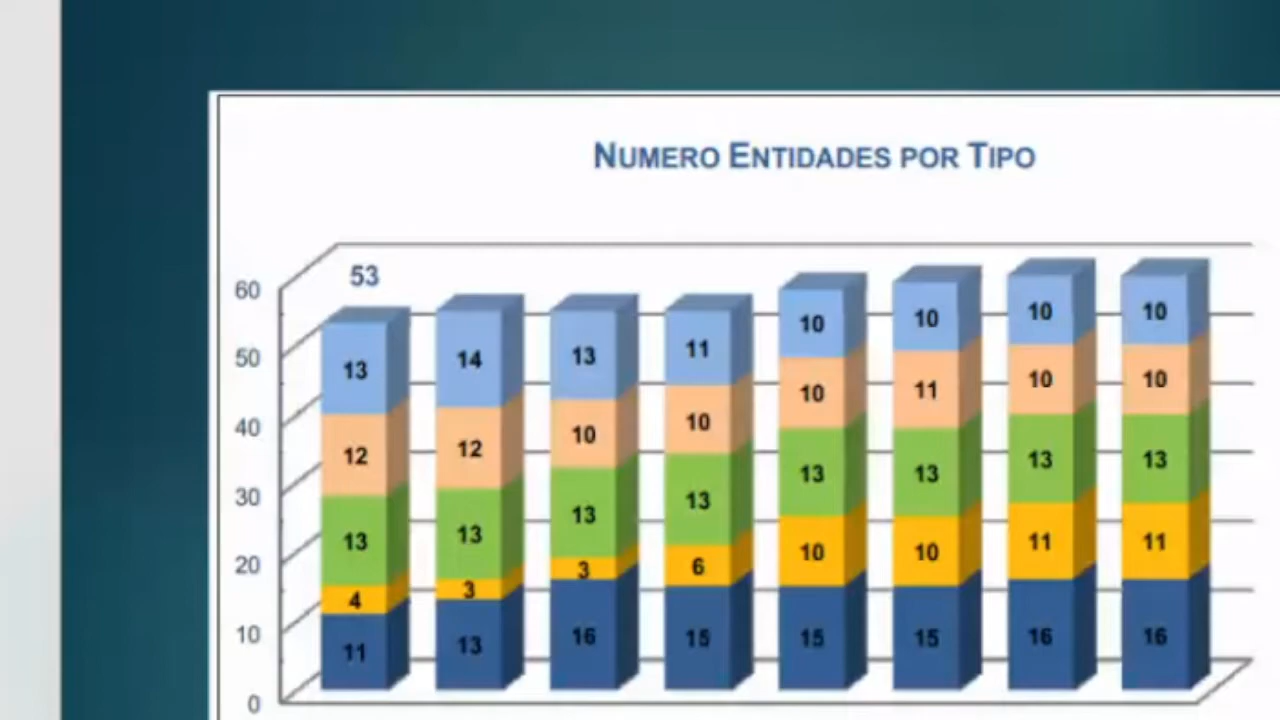 NUMERO ENTIDADES POR TIPO
53
60
50
40
30
20
10
0
13 14 13 11 10 10 10 10
12 12 10 10 10 11 10 10
13 13 13 13 13 13 13 13
4 3 3 6 10 10 11 11
11 13 16 15 15 15 16 16